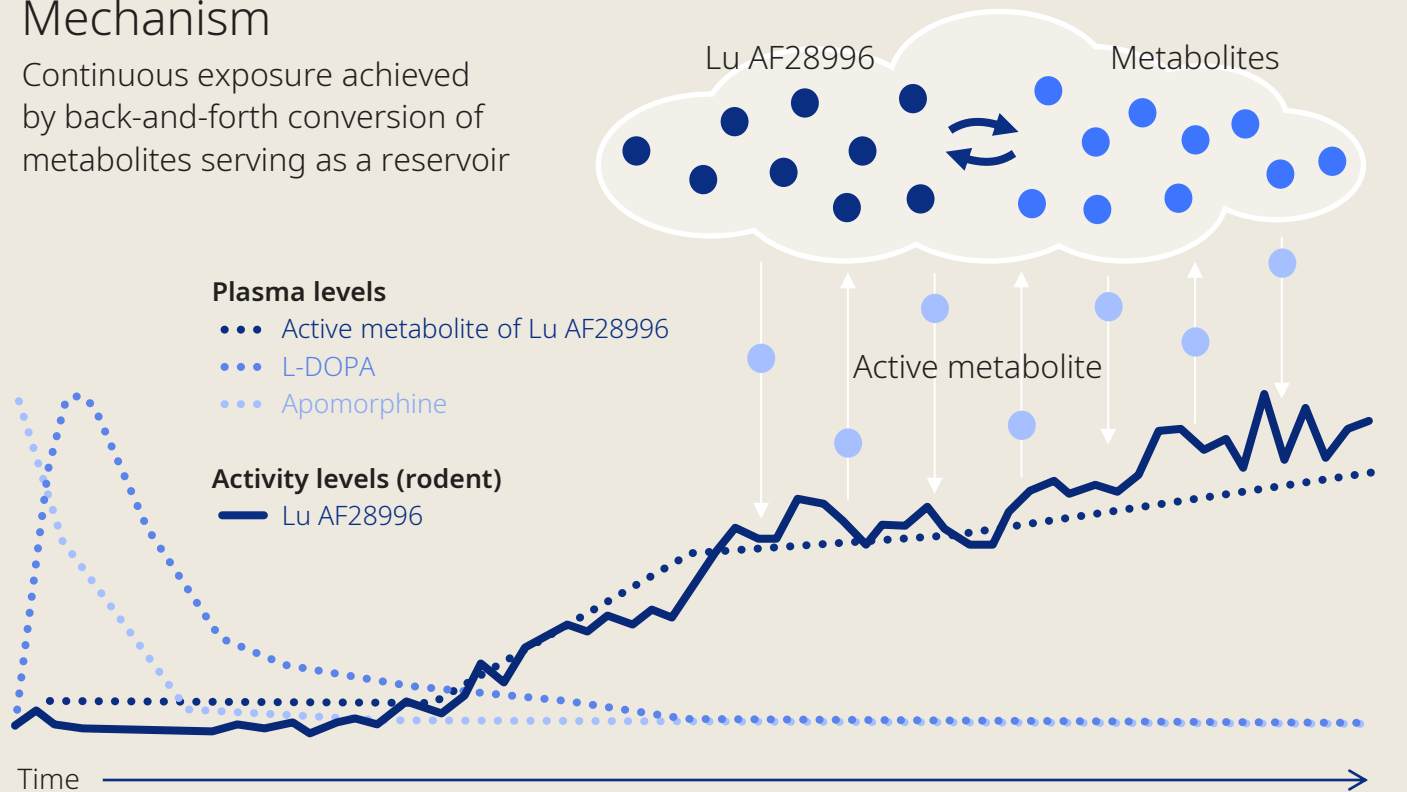 Mechanism
Continuous exposure achieved
by back-and-forth conversion of
metabolites serving as a reservoir
Lu AF28996
Metabolites
Plasma levels
Active metabolite of Lu AF28996
L-DOPA
Apomorphine
Active metabolite
Activity levels (rodent)
Lu AF28996
Time